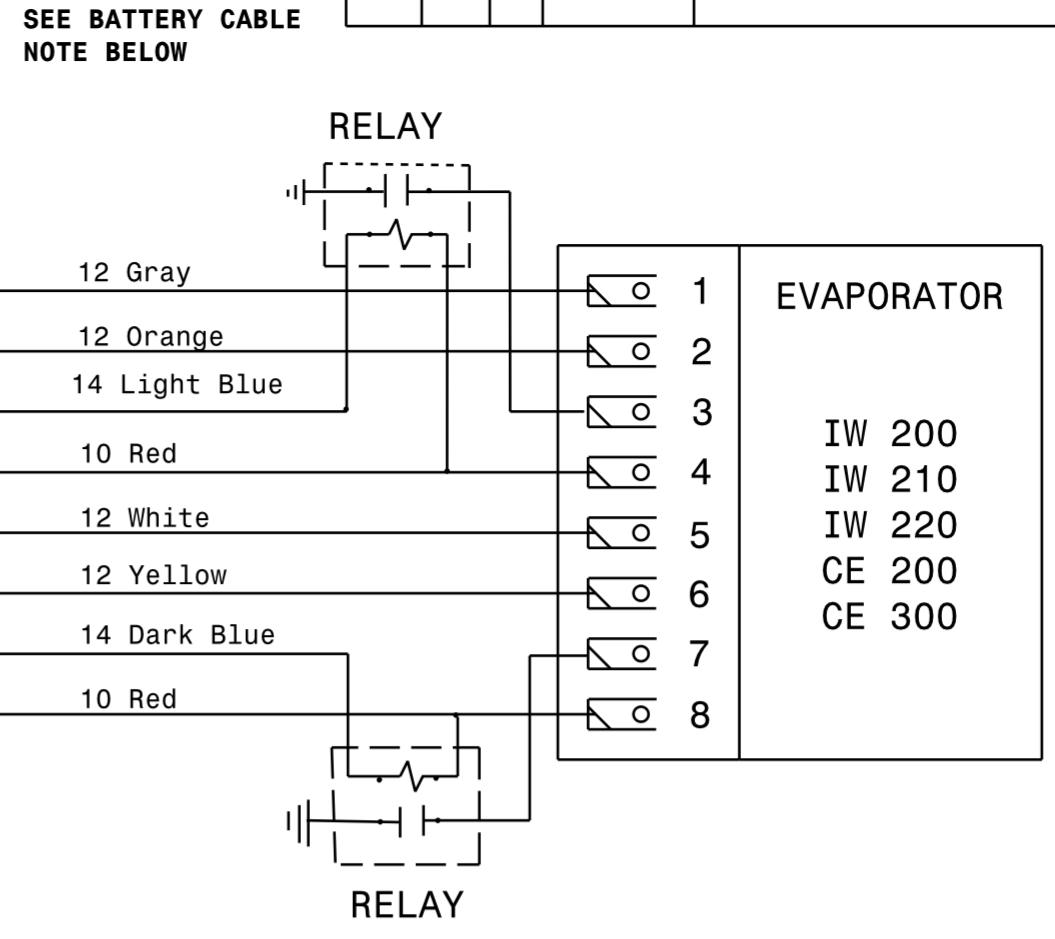 SEE BATTERY CABLE
NOTE BELOW
RELAY
12 Gray
12 Orange
14 Light Blue
10 Red
12 White
12 Yellow
14 Dark Blue
10 Red
1
2
3
4
5
6
7
8
EVAPORATOR
IW 200
IW 210
IW 220
CE 200
CE 300
RELAY